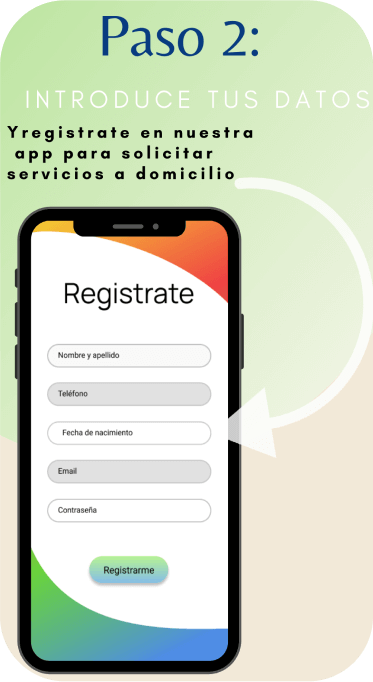 Paso 2:
INTRODUCE TUS DATOS
Yregistrate en nuestra
app para solicitar
servicios a domicilio
Registrate
Nombre y apellido
Teléfono
Fecha de nacimiento
Email
Contraseña
Registrarme